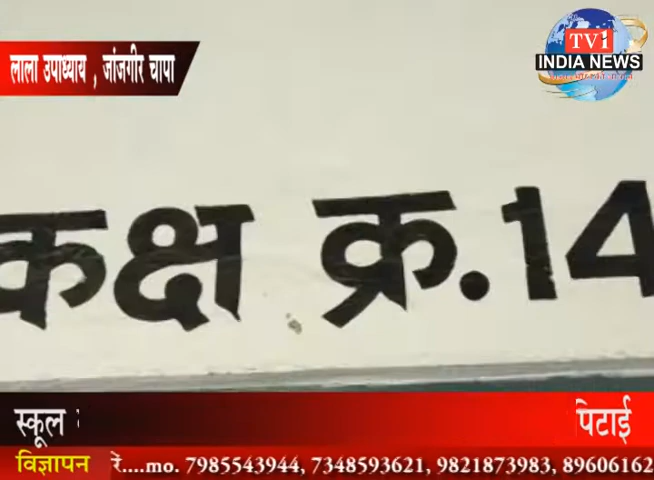 TV1
INDIA NEWS
लाला उपाध्याय , जांजगीर चापा
कक्ष क्र.14
स्कूल पिटाई
विज्ञापन रें....mo. 7985543944, 7348593621, 9821873983, 89606162